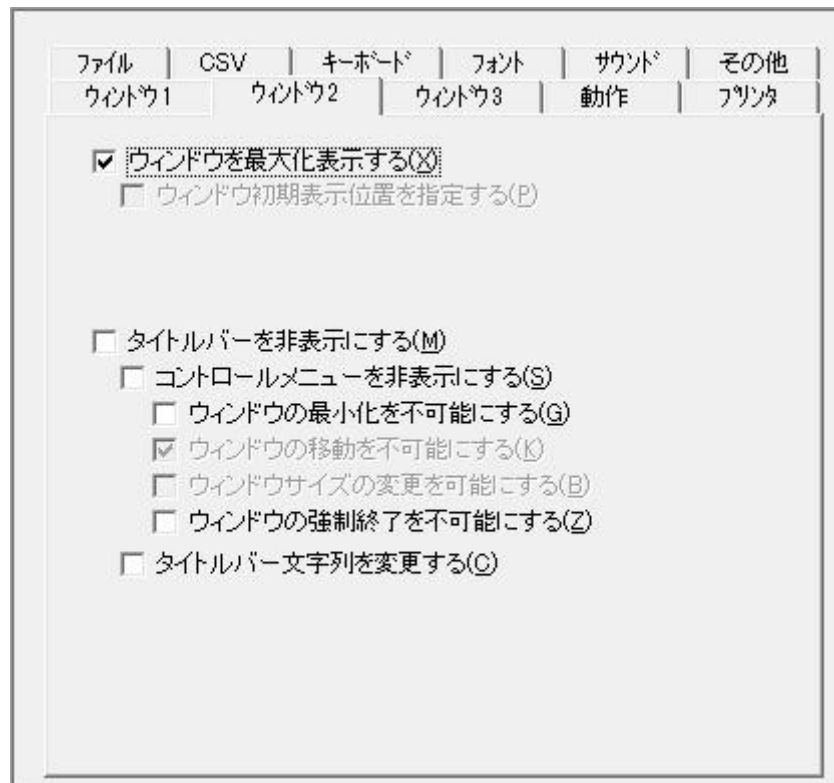 ﾌｧｲﾙ CSV ｷｰﾎﾞｰﾄﾞ ﾌｫﾝﾄ ｻｳﾝﾄﾞ その他
ｳｨﾝﾄﾞｳ1 ｳｨﾝﾄﾞｳ2 ｳｨﾝﾄﾞｳ3 動作 ﾌﾟﾘﾝﾀ
ウィンドウを最大化表示する(X)
ウィンドウ初期表示位置を指定する(P)
タイトルバーを非表示にする(M)
コントロールメニューを非表示にする(S)
ウィンドウの最小化を不可能にする(G)
ウィンドウの移動を不可能にする(K)
ウィンドウサイズの変更を可能にする(B)
ウィンドウの強制終了を不可能にする(Z)
タイトルバー文字列を変更する(C)